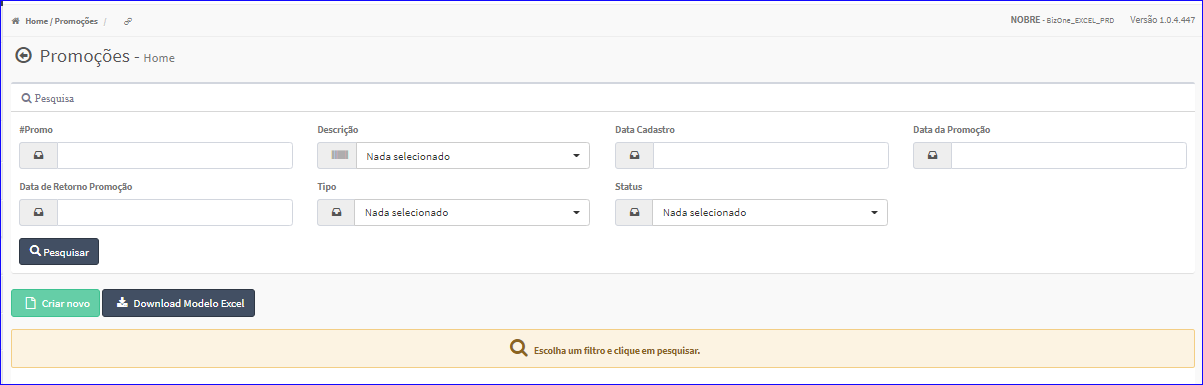 Home / Promoções /
NOBRE - BizOne_EXCEL_PRD Versão 1.0.4.447
Promoções - Home
Pesquisa
#Promo Descrição Data Cadastro Data da Promoção
Nada selecionado
Data de Retorno Promoção Tipo Status
Nada selecionado Nada selecionado
Pesquisar
Criar novo Download Modelo Excel
Escolha um filtro e clique em pesquisar.